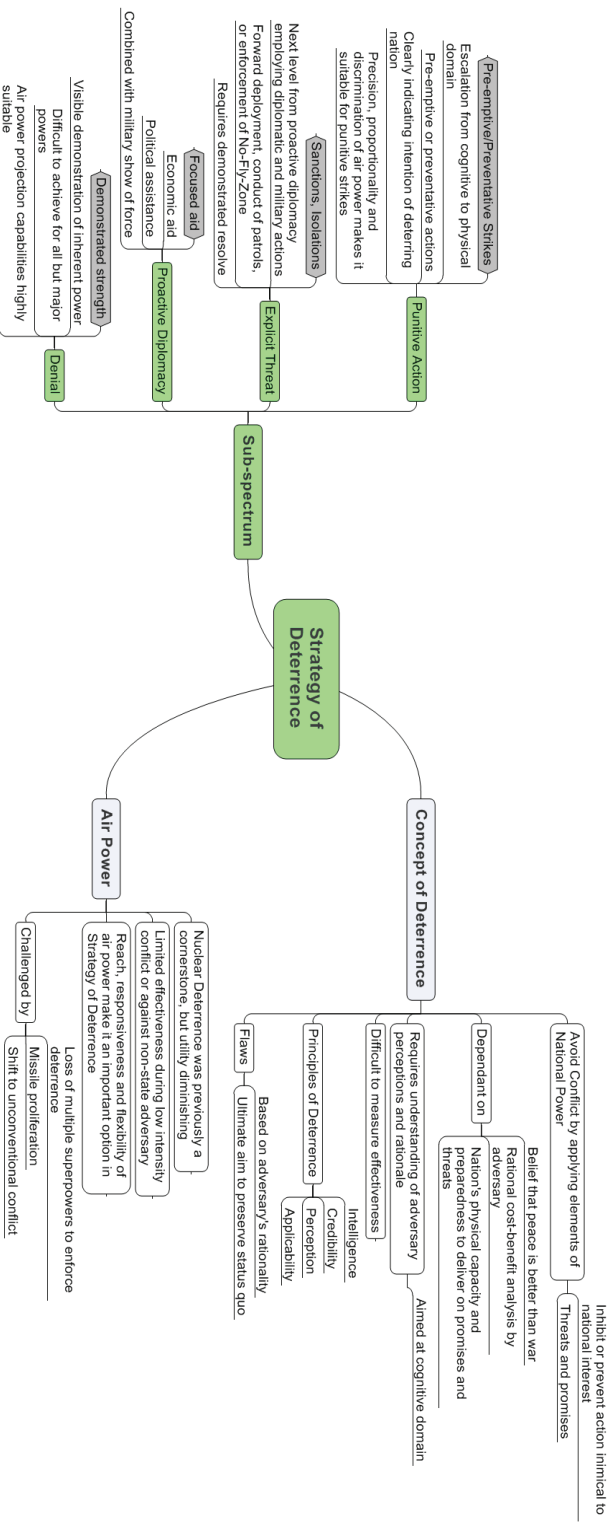 Strategy of
Deterrence
Concept of Deterrence
Avoid Conflict by applying elements of
National Power
Inhibit or prevent action inimical to
national interest
Threats and promises
Dependant on
Belief that peace is better than war
Rational cost-benefit analysis by
adversary
Nation's physical capacity and
preparedness to deliver on promises and
threats
Requires understanding of adversary
perceptions and rationale
Aimed at cognitive domain
Difficult to measure effectiveness
Principles of Deterrence
Intelligence
Credibility
Perception
Applicability
Flaws
Based on adversary's rationality
Ultimate aim to preserve status quo
Air Power
Nuclear Deterrence was previously a
cornerstone, but utility diminishing
Limited effectiveness during low intensity
conflict or against non-state adversary
Reach, responsiveness and flexibility of
air power make it an important option in
Strategy of Deterrence
Challenged by
Loss of multiple superpowers to enforce
deterrence
Missile proliferation
Shift to unconventional conflict
Sub-spectrum
Punitive Action
Pre-emptive/Preventative Strikes
Escalation from cognitive to physical
domain
Pre-emptive or preventative actions
Clearly indicating intention of deterring
nation
Precision, proportionality and
discrimination of air power makes it
suitable for punitive strikes
Explicit Threat
Sanctions, Isolations
Next level from proactive diplomacy
employing diplomatic and military actions
Forward deployment, conduct of patrols,
or enforcement of No-Fly-Zone
Requires demonstrated resolve
Proactive Diplomacy
Focused aid
Economic aid
Political assistance
Combined with military show of force
Denial
Demonstrated strength
Visible demonstration of inherent power
Difficult to achieve for all but major
powers
Air power projection capabilities highly
suitable